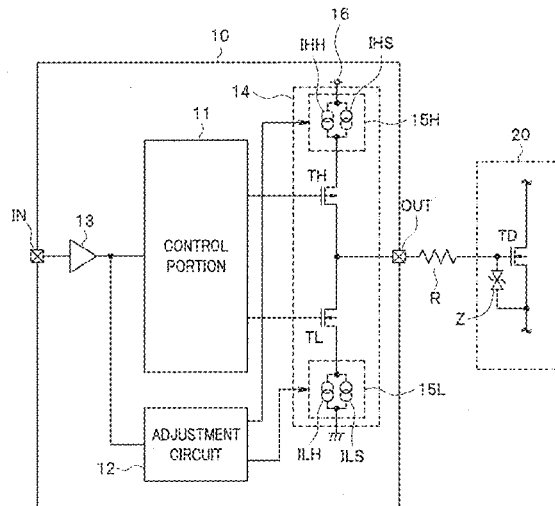 10
16
IHH
IHS
14
11
15H
20
TH
IN
13
CONTROL
PORTION
OUT
TD
R
Z
TL
15L
ADJUSTMENT
CIRCUIT
12
ILH
ILS